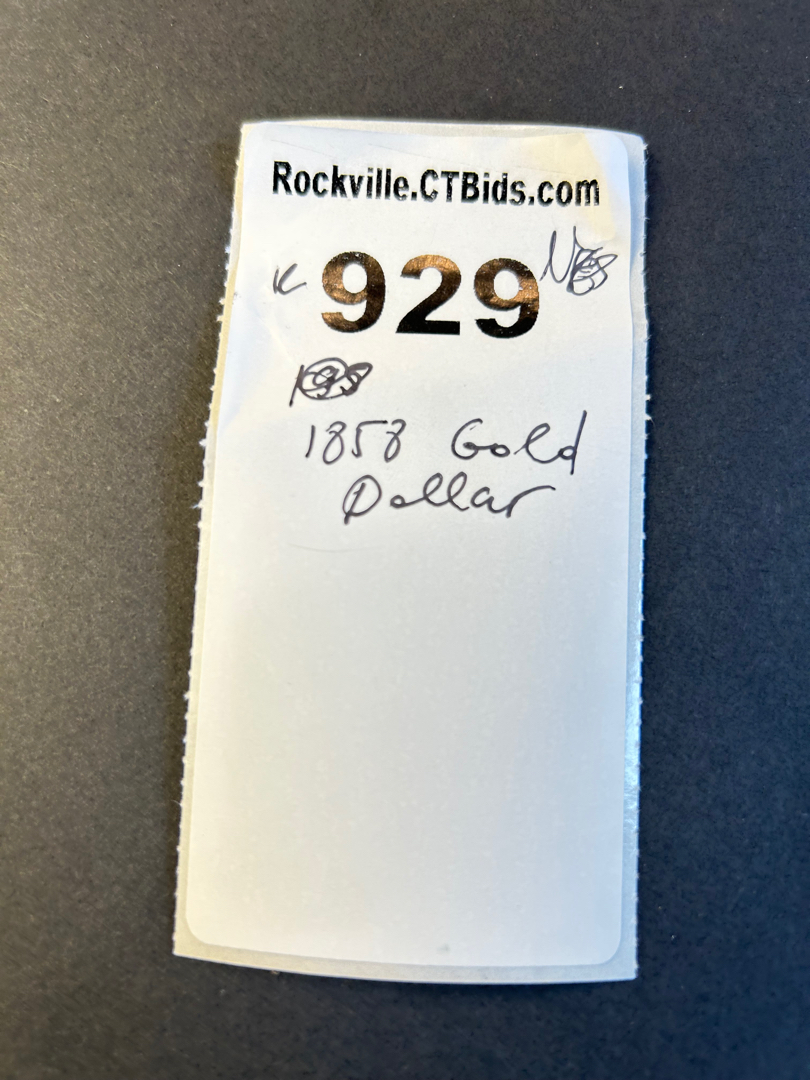 Rockville.CTBids.com
K 929
1858 Gold
Dollar